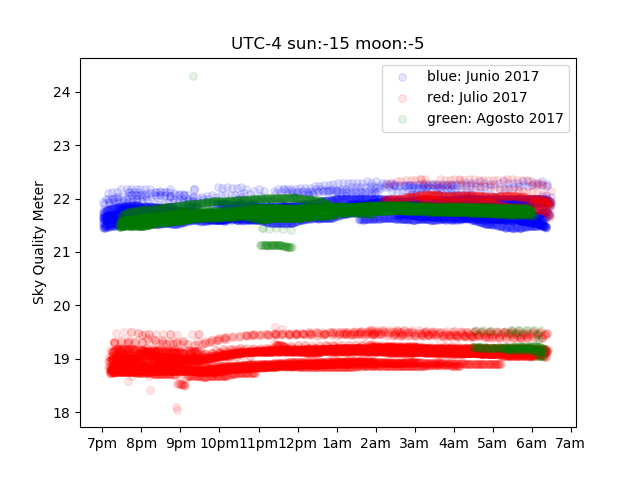 UTC-4 sun:-15 moon:-5
blue: Junio 2017
red: Julio 2017
green: Agosto 2017
Sky Quality Meter
24
23
22
21
20
19
18
7pm 8pm 9pm 10pm 11pm 12pm 1am 2am 3am 4am 5am 6am 7am